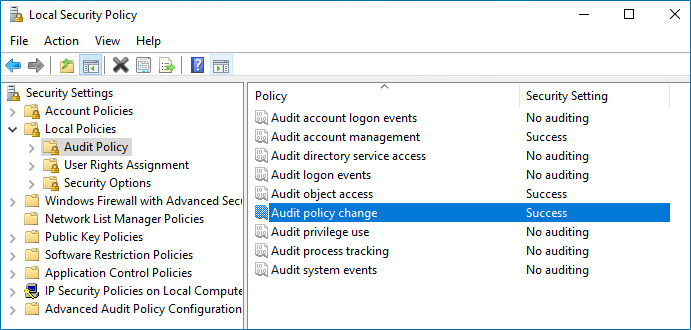 Local Security Policy
File Action View Help
Security Settings
Account Policies
Local Policies
Audit Policy
User Rights Assignment
Security Options
Windows Firewall with Advanced Secu
Network List Manager Policies
Public Key Policies
Software Restriction Policies
Application Control Policies
IP Security Policies on Local Compute
Advanced Audit Policy Configuration
Policy Security Setting
Audit account logon events No auditing
Audit account management Success
Audit directory service access No auditing
Audit logon events No auditing
Audit object access Success
Audit policy change Success
Audit privilege use No auditing
Audit process tracking No auditing
Audit system events No auditing